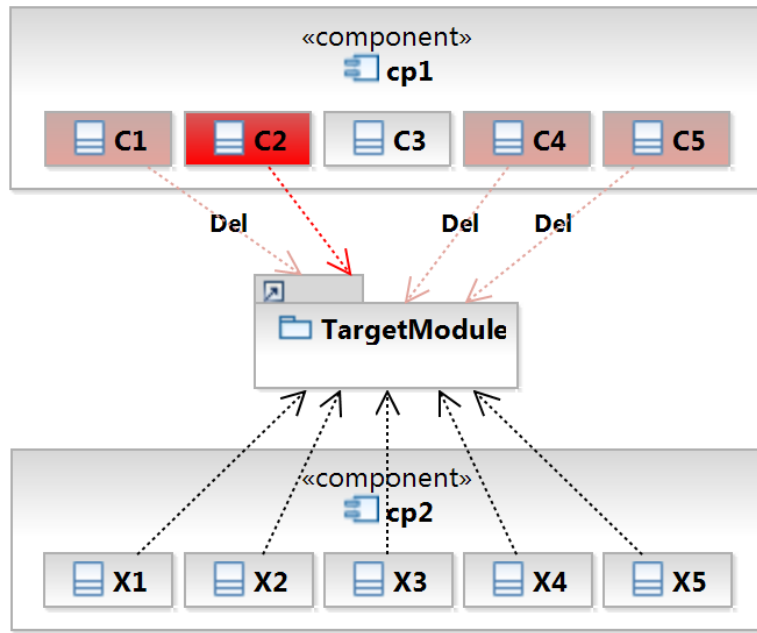 «component»
cp1
C1 C2 C3 C4 C5
Del Del Del
TargetModule
«component»
cp2
X1 X2 X3 X4 X5